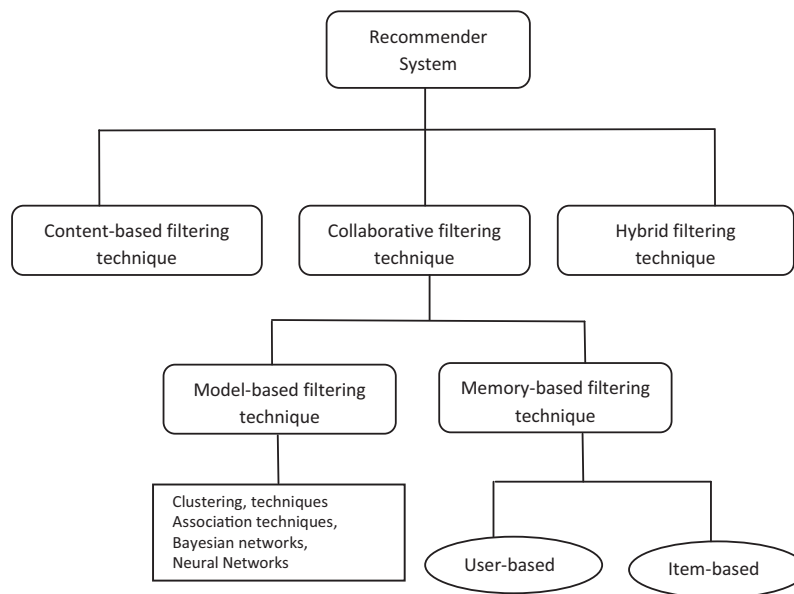 Recommender
System
Content-based filtering
technique
Collaborative filtering
technique
Hybrid filtering
technique
Model-based filtering
technique
Memory-based filtering
technique
Clustering, techniques
Association techniques,
Bayesian networks,
Neural Networks
User-based
Item-based